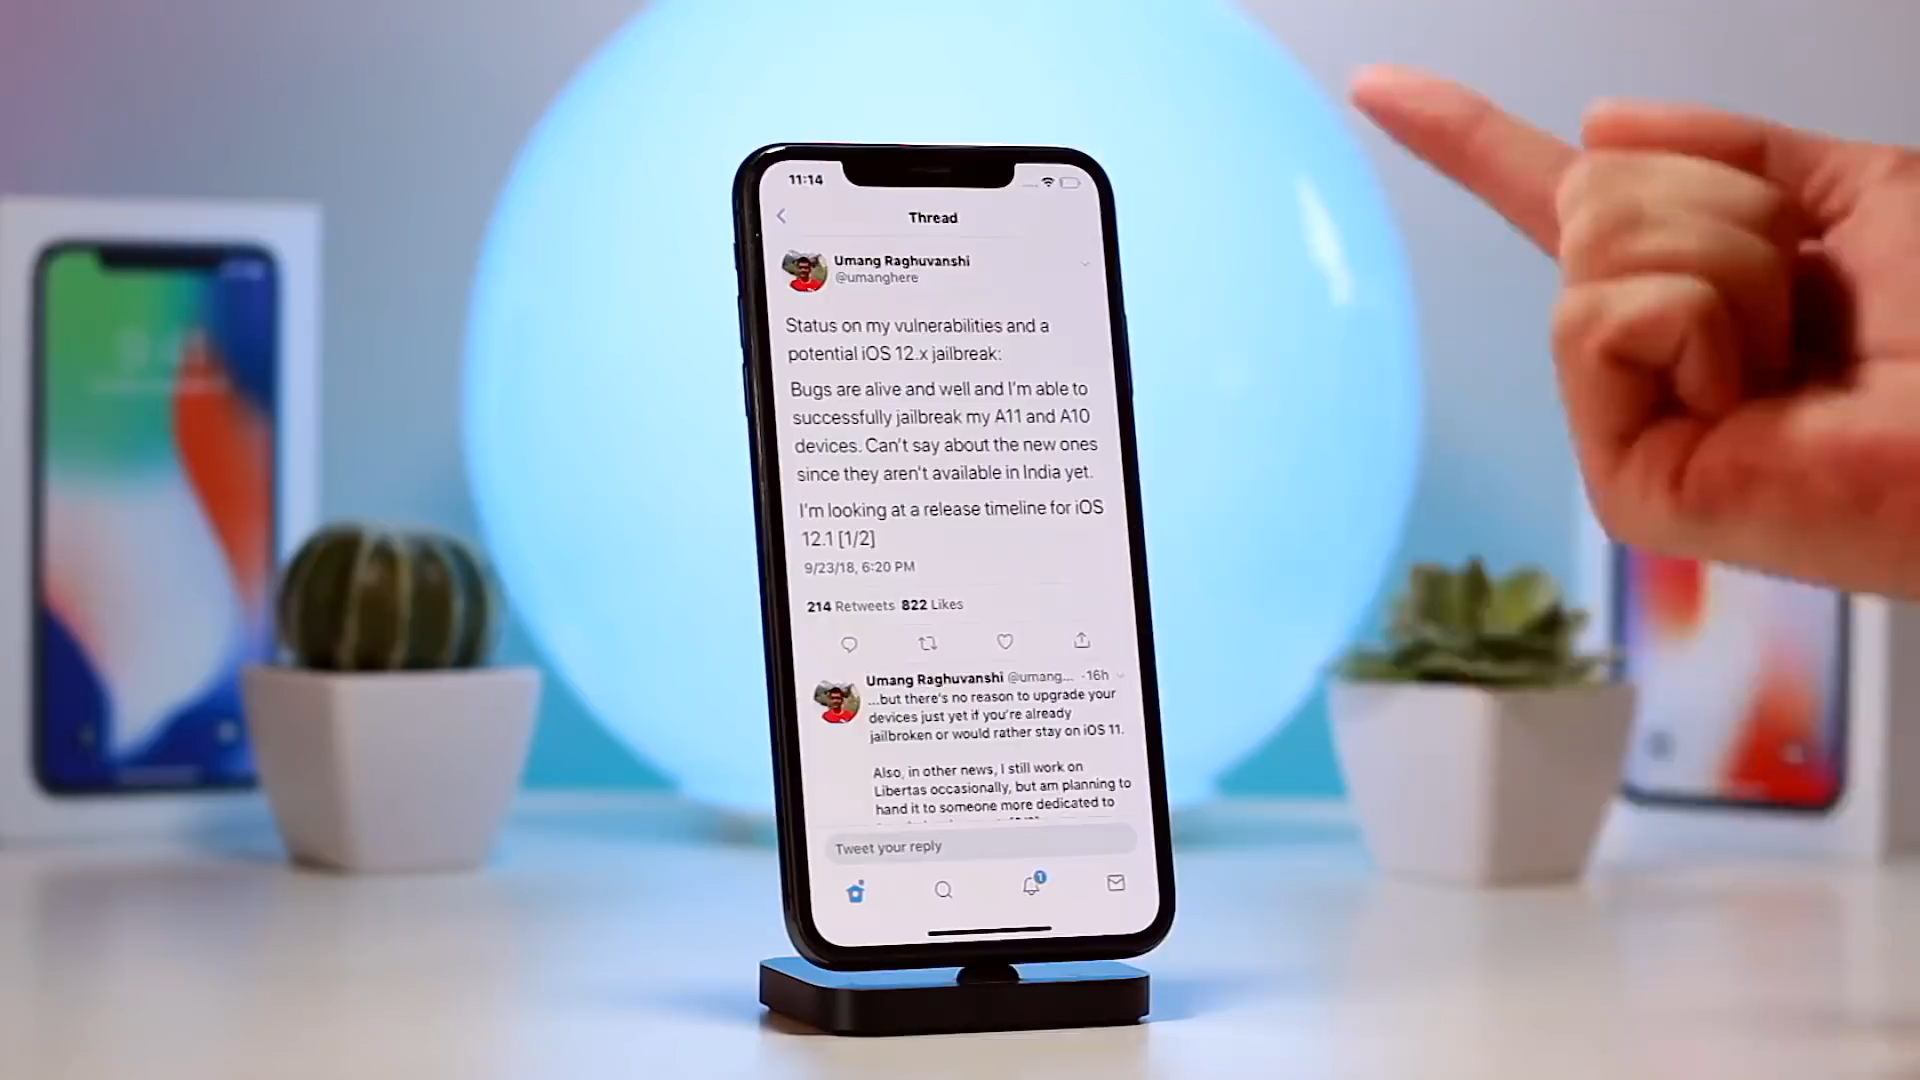 11:14
Thread
Umang Raghuvanshi
@umanghere
Status on my vulnerabilities and a
potential iOS 12.x jailbreak:
Bugs are alive and well and I'm able to
successfully jailbreak my A11 and A10
devices. Can't say about the new ones
since they aren't available in India yet.
I'm looking at a release timeline for iOS
12.1 [1/2]
9/23/18, 6:20 PM
214 Retweets 822 Likes
Umang Raghuvanshi @umang... · 16h
...but there's no reason to upgrade your
devices just yet if you're already
jailbroken or would rather stay on iOS 11.
Also, in other news, I still work on
Libertas occasionally, but am planning to
hand it to someone more dedicated to
Tweet your reply
1